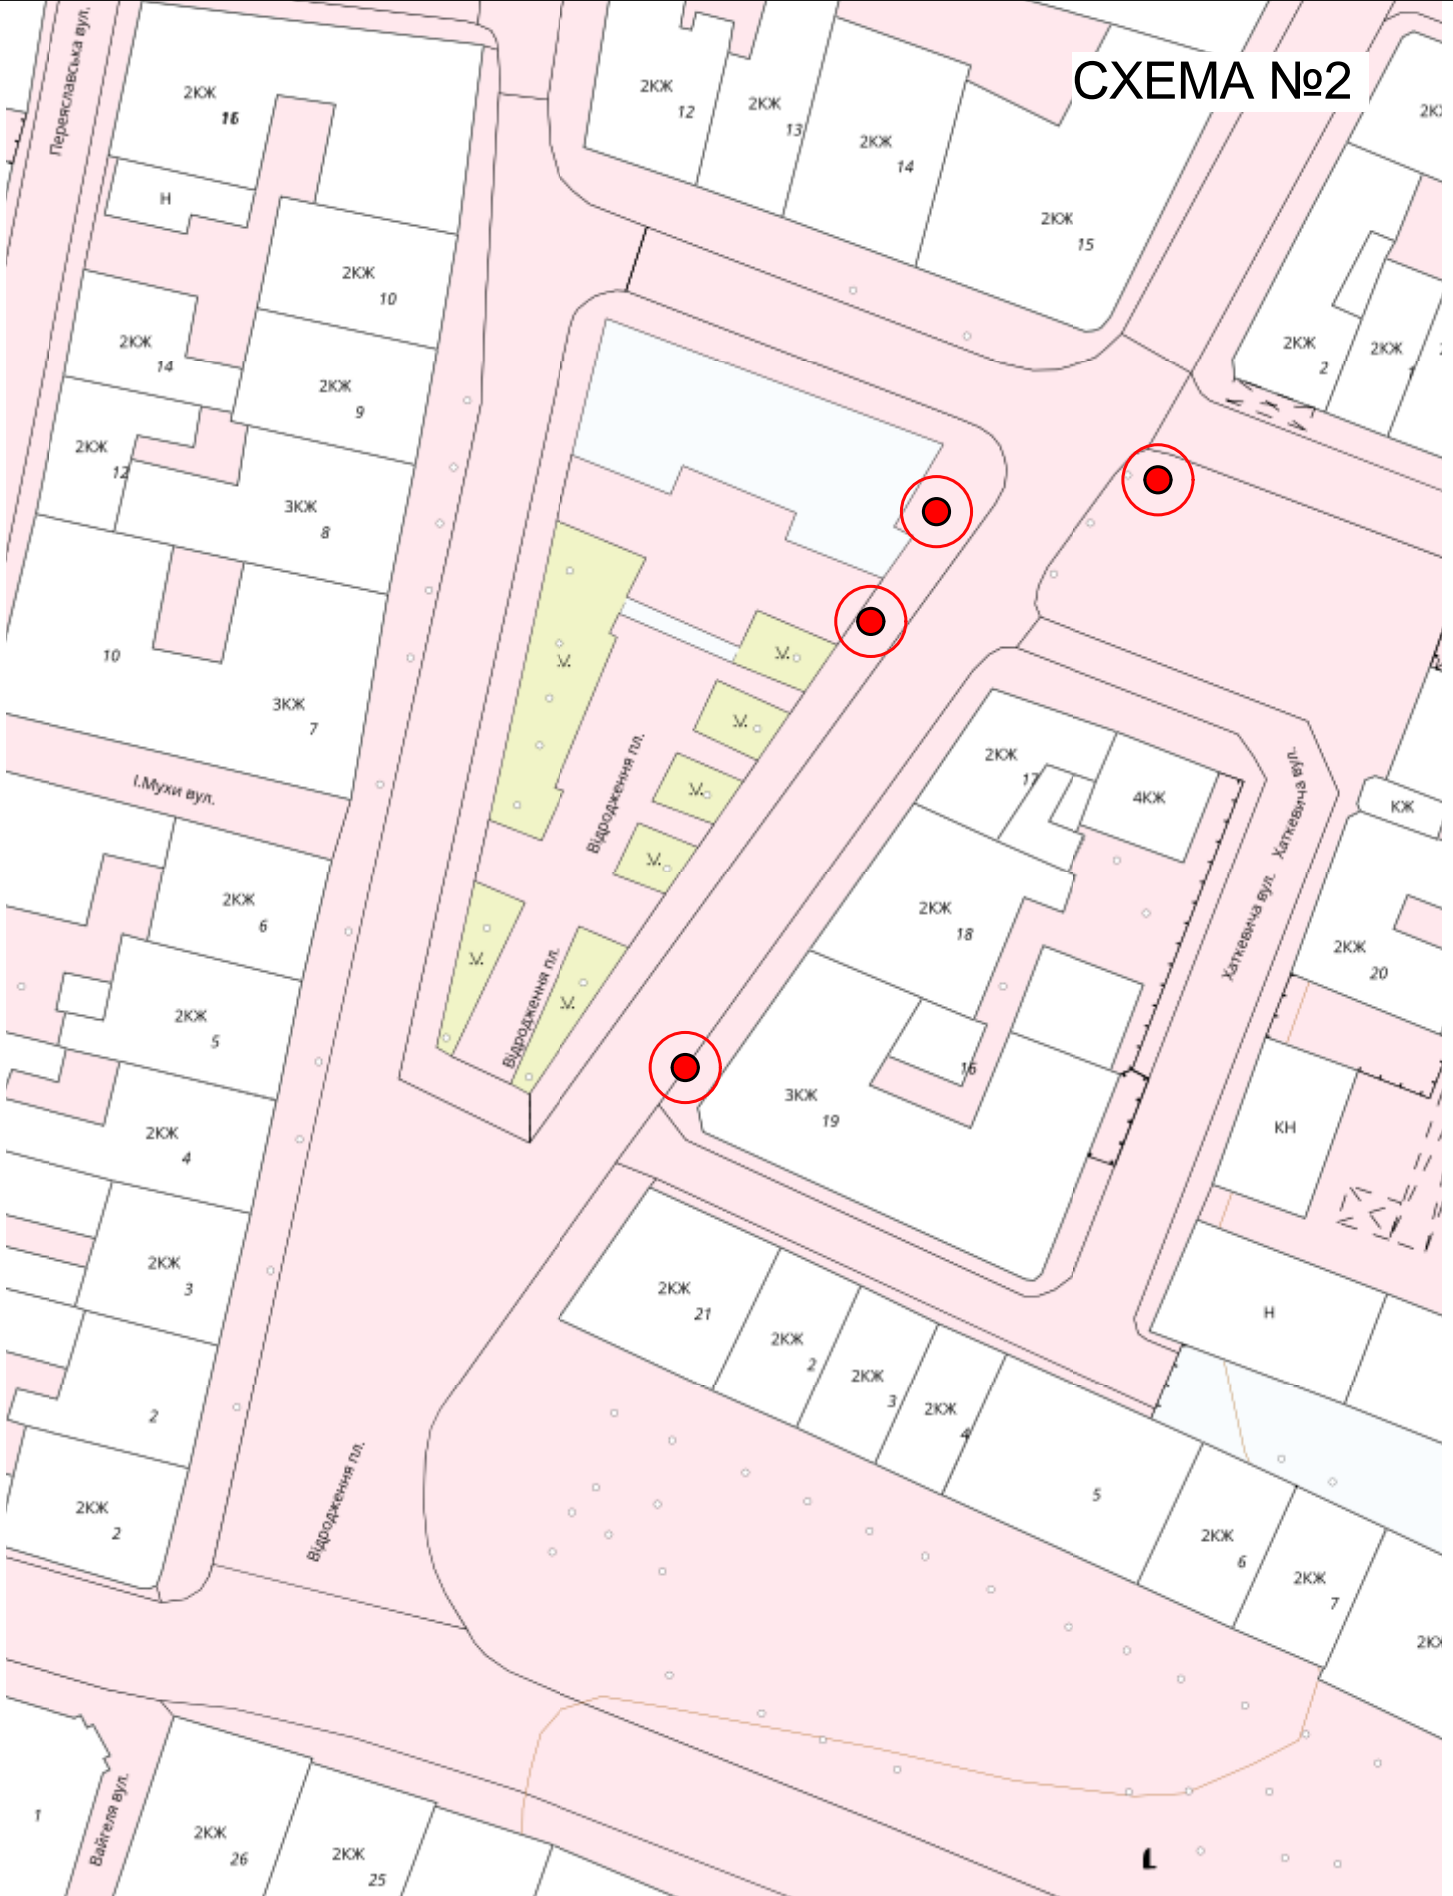 СХЕМА №2
Переяславська вул.
2КЖ
16
2КЖ
12
2КЖ
13
2КЖ
14
2КЖ
15
Н
2КЖ
10
2КЖ
14
2КЖ
9
2КЖ
2
2КЖ
2КЖ
12
3КЖ
8
10
3КЖ
7
І.Мухи вул.
Відродження пл.
2КЖ
17
4КЖ
Хаткевича вул.
КЖ
2КЖ
6
2КЖ
18
Хаткевича вул.
2КЖ
20
2КЖ
5
Відродження пл.
16
3КЖ
19
КН
2КЖ
4
2КЖ
3
2КЖ
21
2КЖ
2
2КЖ
3
2КЖ
4
Н
2
5
2КЖ
2
Відродження пл.
2КЖ
6
2КЖ
7
1
Вайгеля вул.
2КЖ
26
2КЖ
25